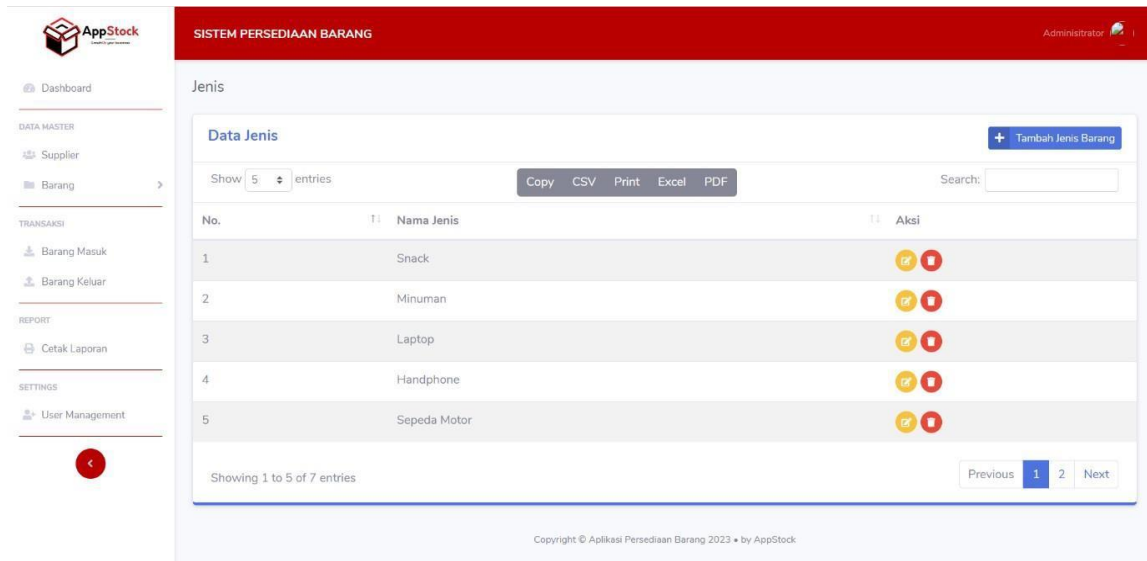 AppStock
SISTEM PERSEDIAAN BARANG
Adminisitrator
Dashboard
DATA MASTER
Supplier
Barang
TRANSAKSI
Barang Masuk
Barang Keluar
REPORT
Cetak Laporan
SETTINGS
User Management
Jenis
Data Jenis
Tambah Jenis Barang
Show 5 entries
Copy CSV Print Excel PDF
Search:
No. Nama Jenis Aksi
1 Snack
2 Minuman
3 Laptop
4 Handphone
5 Sepeda Motor
Showing 1 to 5 of 7 entries
Previous 1 2 Next
Copyright © Aplikasi Persediaan Barang 2023 • by AppStock